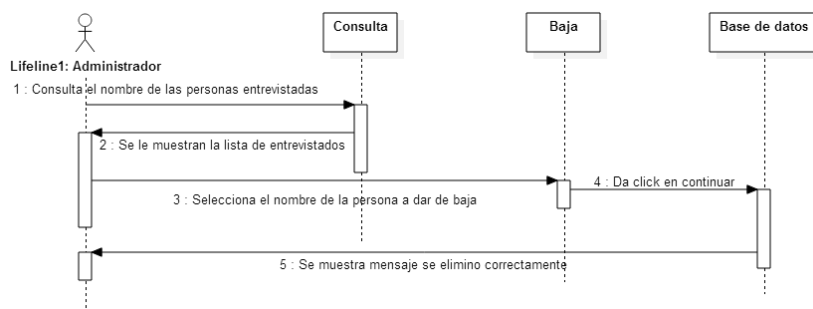 Consulta
Baja
Base de datos
Lifeline1: Administrador
1 : Consulta el nombre de las personas entrevistadas
2 : Se le muestran la lista de entrevistados
3 : Selecciona el nombre de la persona a dar de baja
4 : Da click en continuar
5 : Se muestra mensaje se elimino correctamente